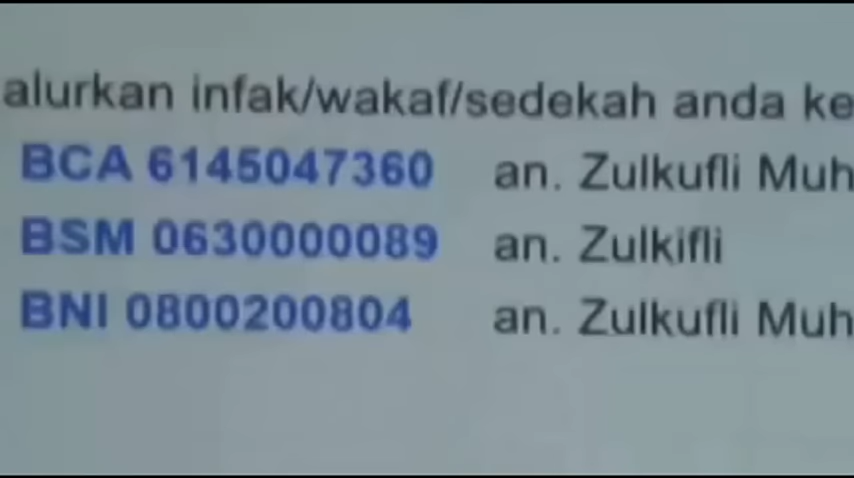 alurkan infak/wakaf/sedekah anda ke
BCA 6145047360 an. Zulkufli Muh
BSM 0630000089 an. Zulkifli
BNI 0800200804 an. Zulkufli Muh